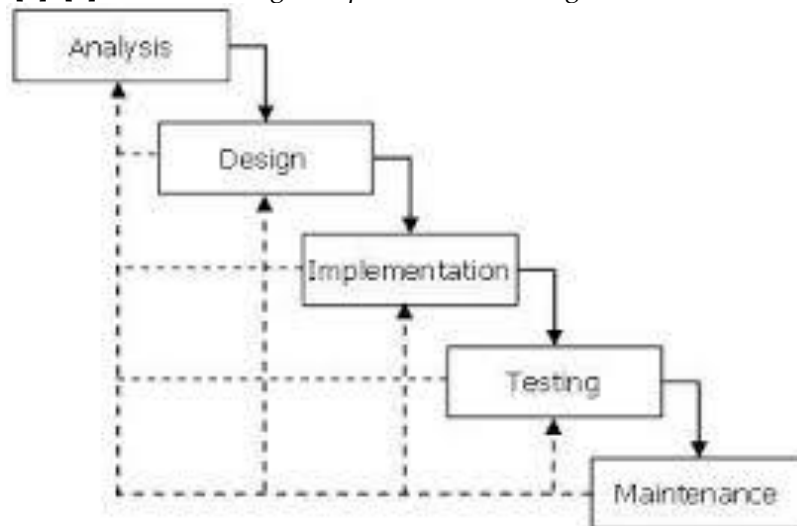 Analysis
Design
Implementation
Testing
Maintenance